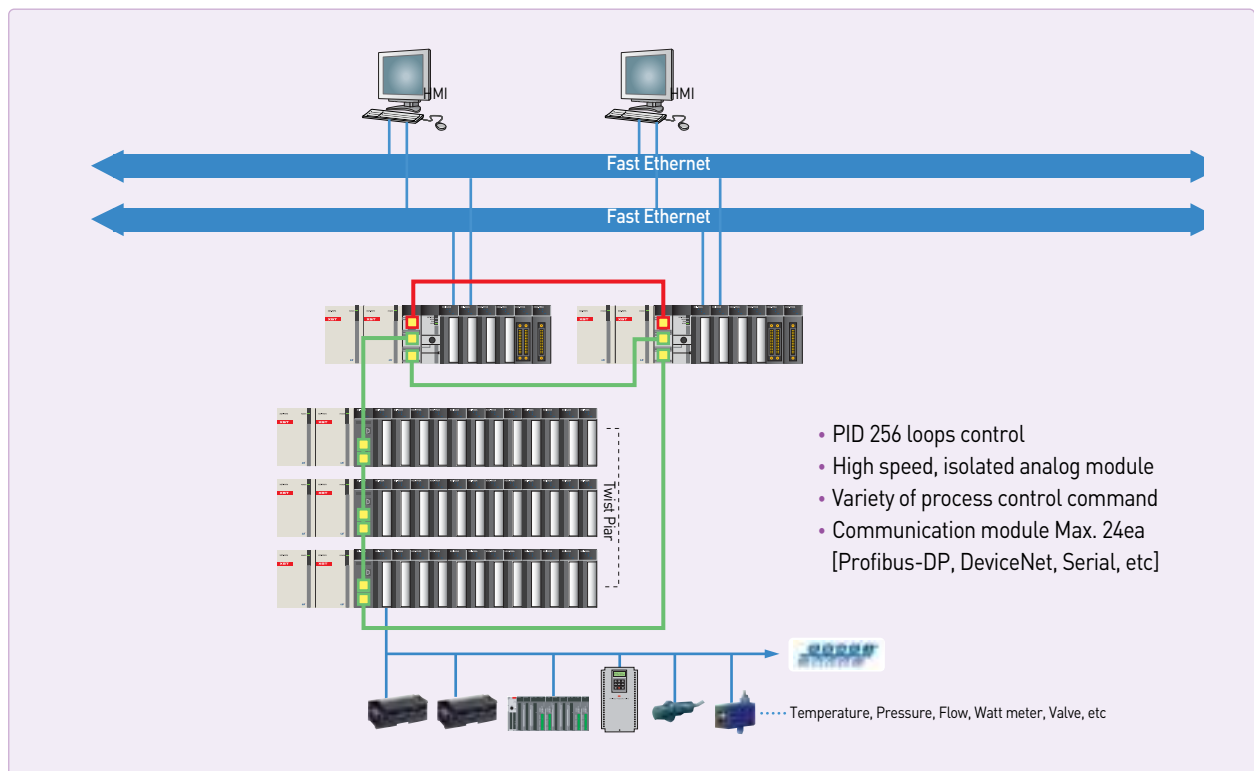 HMI
HMI
Fast Ethernet
Fast Ethernet
Twist Piar
• PID 256 loops control
• High speed, isolated analog module
• Variety of process control command
• Communication module Max. 24ea
[Profibus-DP, DeviceNet, Serial, etc]
Temperature, Pressure, Flow, Watt meter, Valve, etc